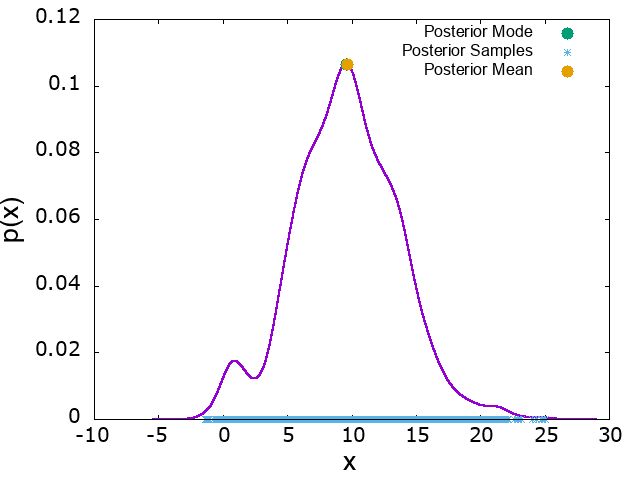 0.12
Posterior Mode
Posterior Samples
0.1
Posterior Mean
0.08
0.06
p(x)
0.04
0.02
0
-10 -5 0 5 10 15 20 25 30
x